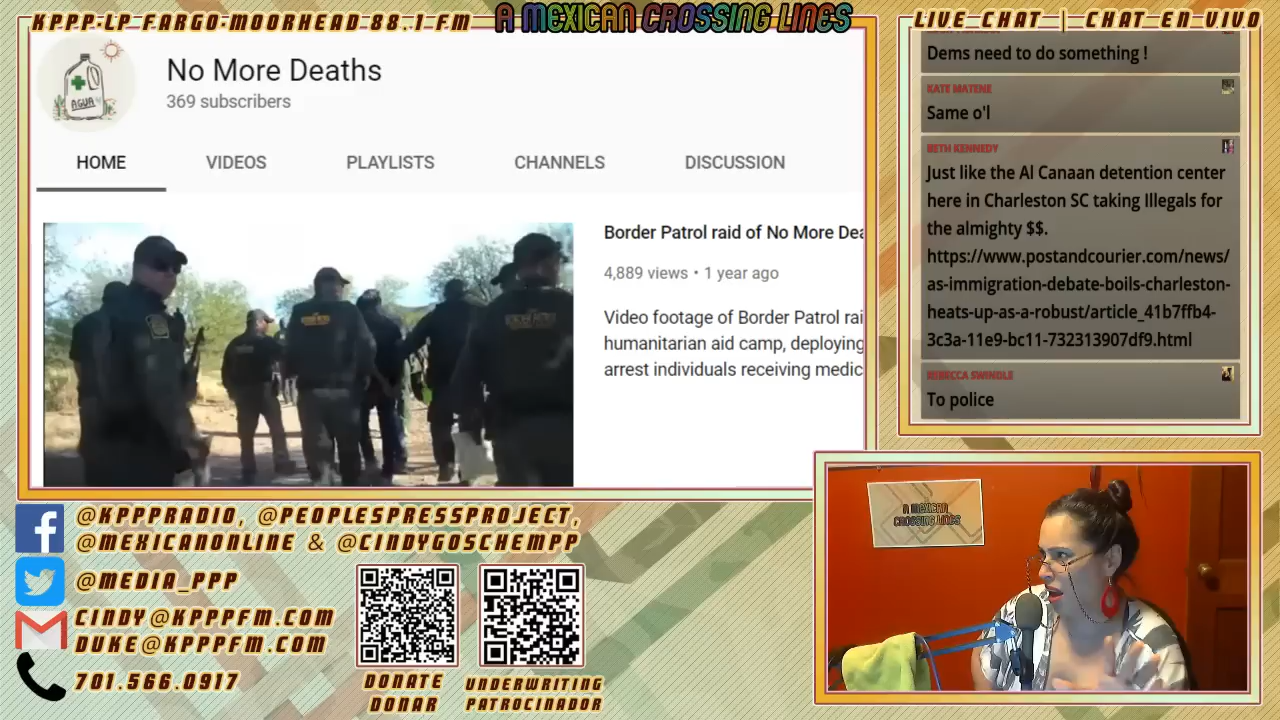 KPPP-LP FARGO-MOORHEAD 88.1 FM
A MEXICAN CROSSING LINES
LIVE CHAT | CHAT EN VIVO
AGUA
No More Deaths
369 subscribers
HOME
VIDEOS
PLAYLISTS
CHANNELS
DISCUSSION
Border Patrol raid of No More Dea
4,889 views • 1 year ago
Video footage of Border Patrol rai
humanitarian aid camp, deploying
arrest individuals receiving medic
Dems need to do something !
KATE MATENE
Same o'l
BETH KENNEDY
Just like the Al Canaan detention center
here in Charleston SC taking Illegals for
the almighty $$.
https://www.postandcourier.com/news/
as-immigration-debate-boils-charleston-
heats-up-as-a-robust/article_41b7ffb4-
3c3a-11e9-bc11-732313907df9.html
REBECCA SWINDLE
To police
A MEXICAN
CROSSING LINES
@KPPPRADIO, @PEOPLESPRESSPROJECT,
@MEXICANONLINE & @CINDYGOSCHEMPP
@MEDIA_PPP
CINDY@KPPPFM.COM
DUKE@KPPPFM.COM
701.566.0917
DONATE
DONAR
UNDERWRITING
PATROCINADOR